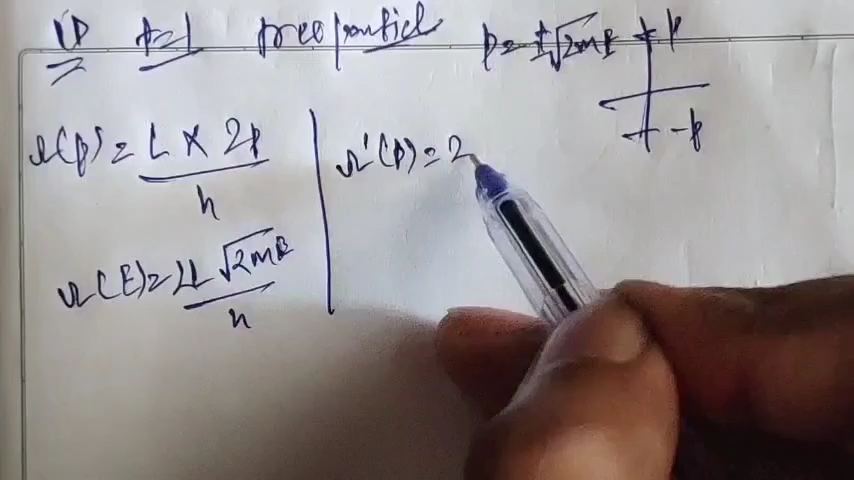 1D f=1 free particle p=±√2mE +p
-p
Ω(p) = L × 2p / h
Ω(E) = 2L √2mE / h
Ω'(p) = 2